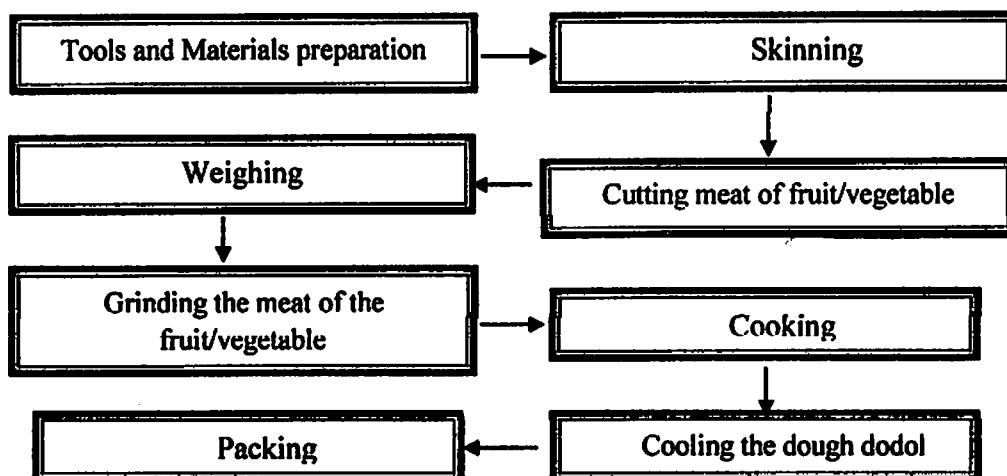 Tools and Materials preparation
Skinning
Cutting meat of fruit/vegetable
Weighing
Grinding the meat of the
fruit/vegetable
Cooking
Cooling the dough dodol
Packing